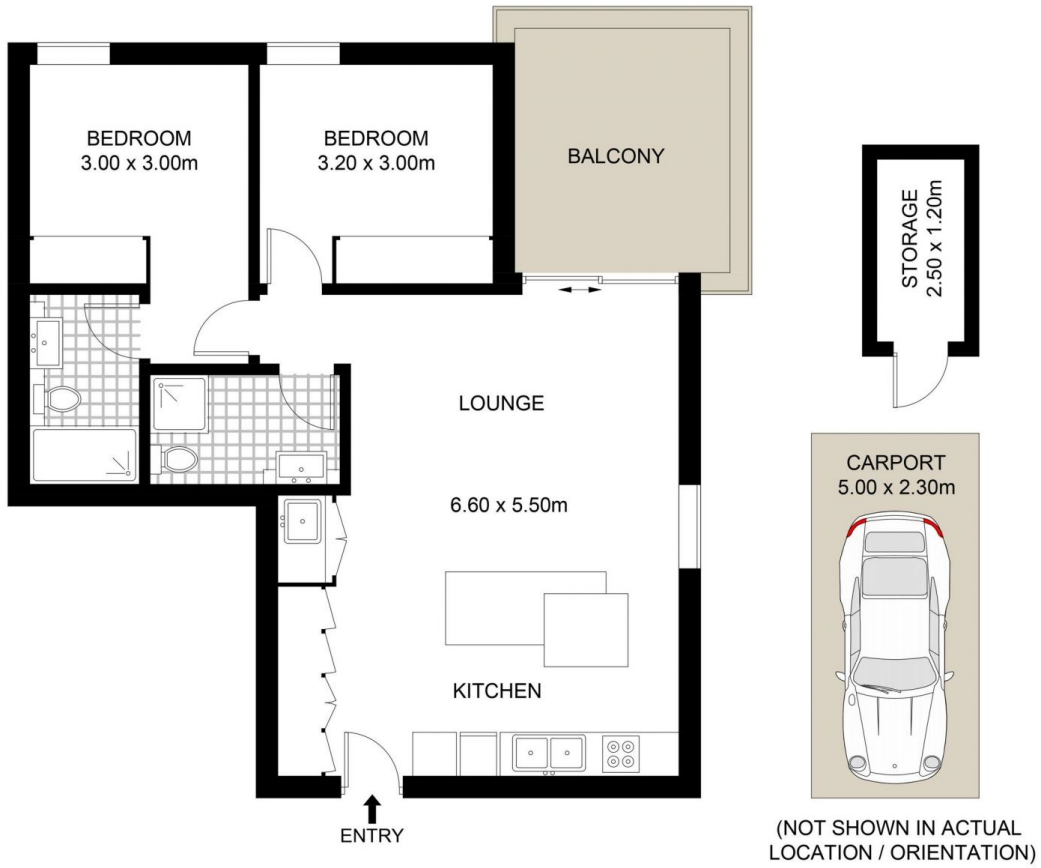 BEDROOM
3.00 x 3.00m
BEDROOM
3.20 x 3.00m
BALCONY
STORAGE
2.50 x 1.20m
LOUNGE
6.60 x 5.50m
CARPORT
5.00 x 2.30m
KITCHEN
ENTRY
(NOT SHOWN IN ACTUAL
LOCATION / ORIENTATION)